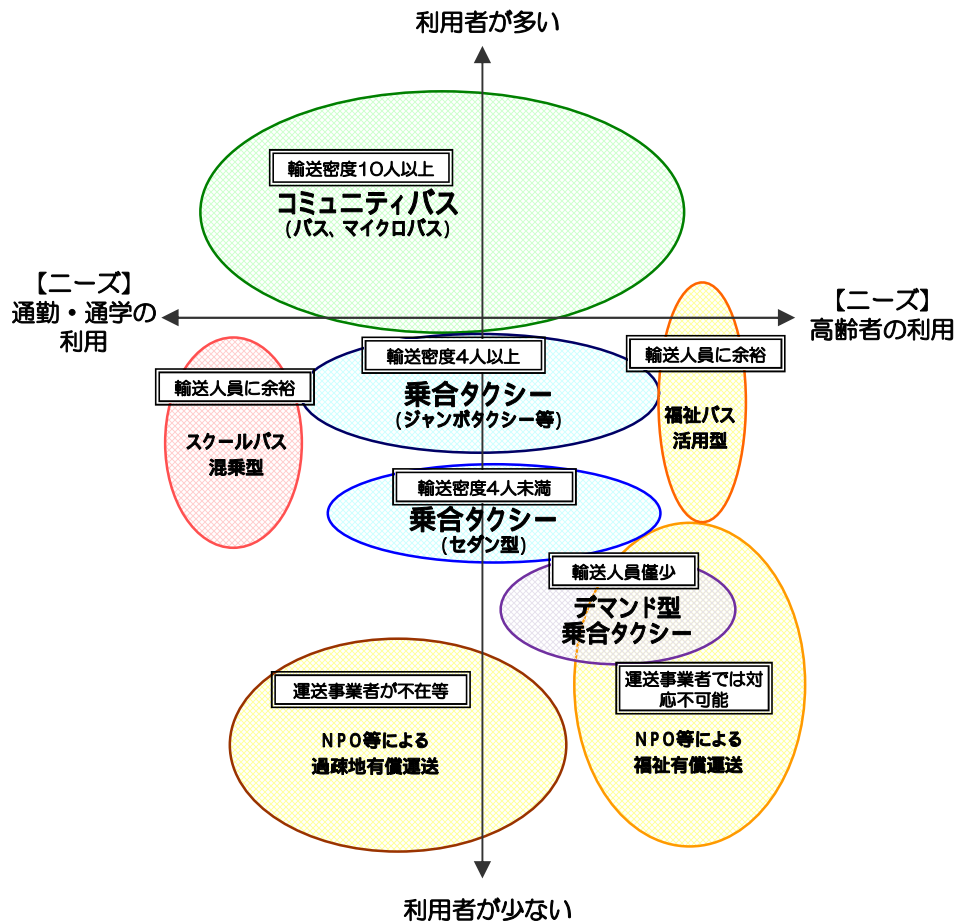 利用者が多い
輸送密度10人以上
コミュニティバス
(バス、マイクロバス)
【ニーズ】
通勤・通学の
利用
【ニーズ】
高齢者の利用
輸送密度4人以上
乗合タクシー
(ジャンボタクシー等)
輸送人員に余裕
福祉バス
活用型
輸送人員に余裕
スクールバス
混乗型
輸送密度4人未満
乗合タクシー
(セダン型)
輸送人員僅少
デマンド型
乗合タクシー
運送事業者が不在等
NPO等による
過疎地有償運送
運送事業者では対
応不可能
NPO等による
福祉有償運送
利用者が少ない